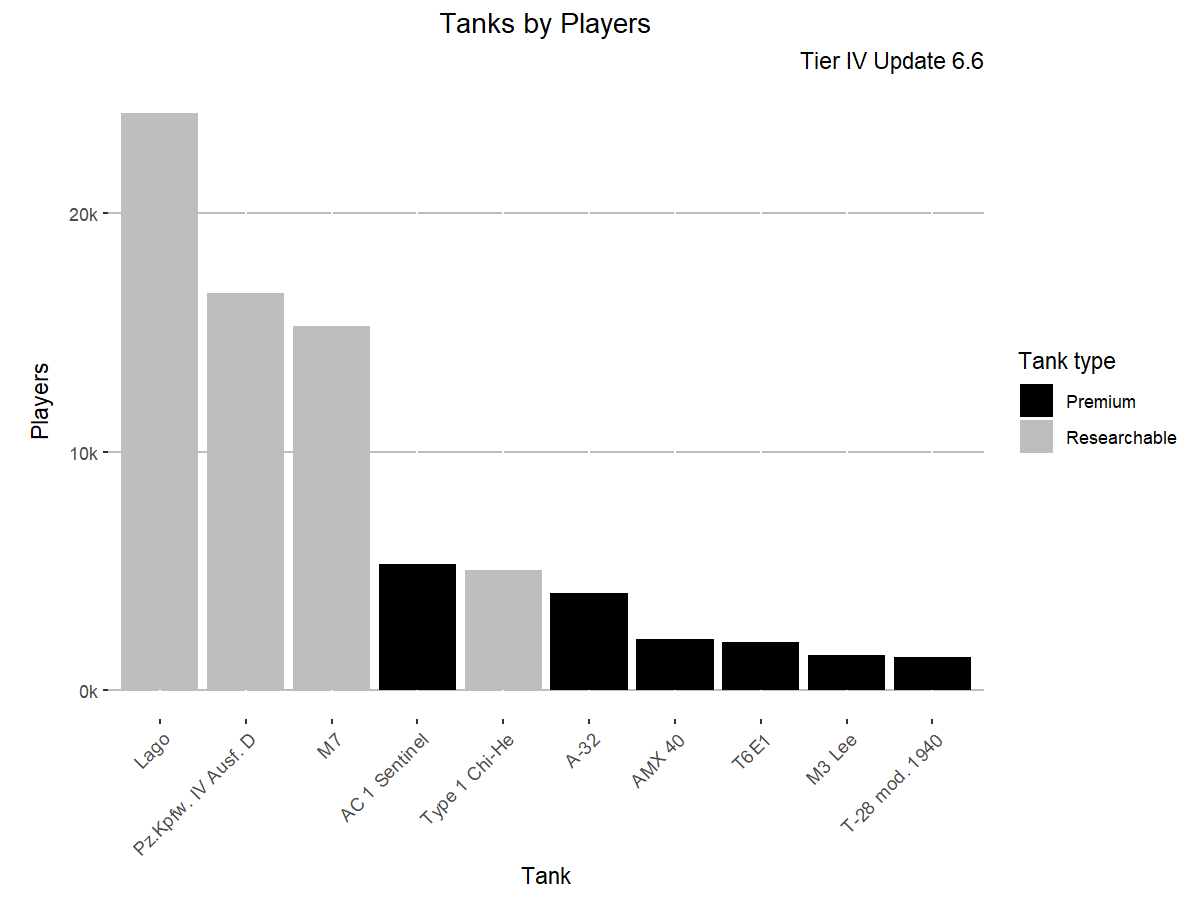 Tanks by Players
Tier IV Update 6.6
Players
20k
10k
0k
Lago
Pz.Kpfw. IV Ausf. D
M7
AC 1 Sentinel
Type 1 Chi-He
A-32
AMX 40
T6E1
M3 Lee
T-28 mod. 1940
Tank
Tank type
Premium
Researchable